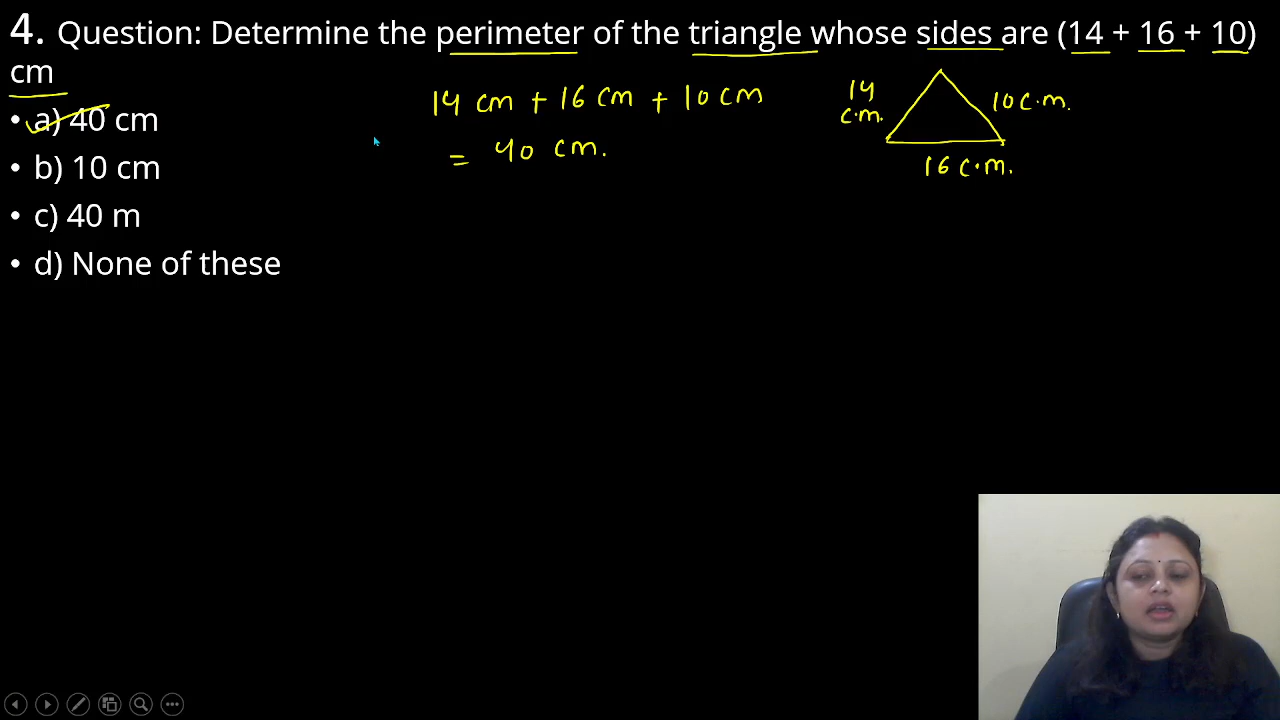 4. Question: Determine the perimeter of the triangle whose sides are (14 + 16 + 10)
cm
• a) 40 cm
• b) 10 cm
• c) 40 m
• d) None of these
14 cm + 16 cm + 10 cm
= 40 cm.
14
c.m.
10 c.m.
16 c.m.